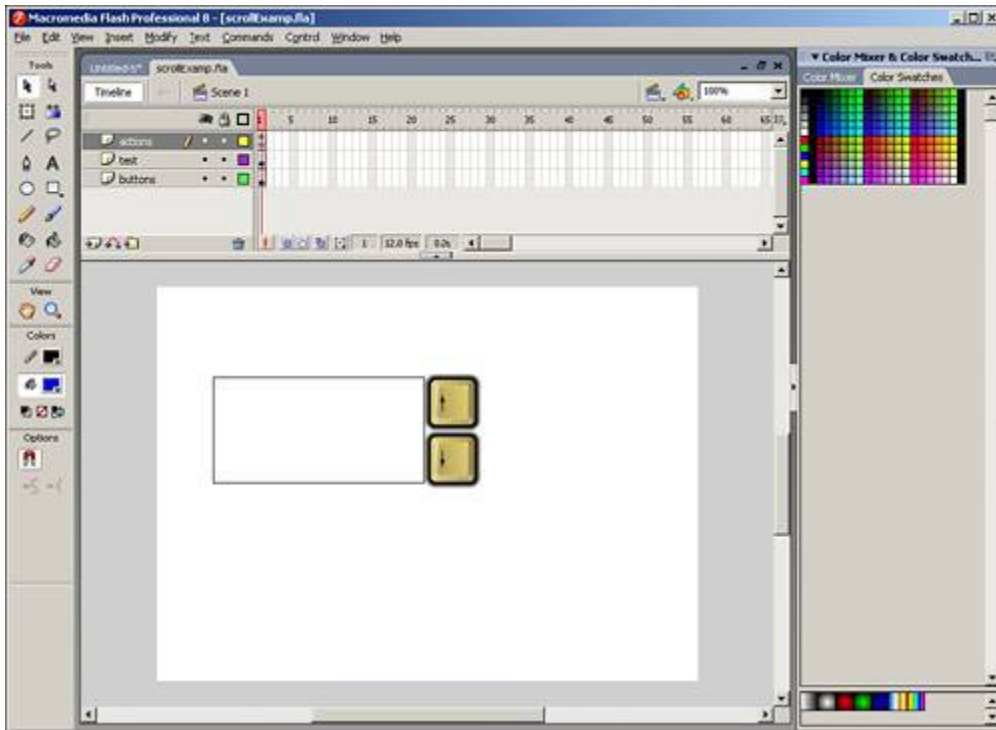 Macromedia Flash Professional 8 - [scrollExamp.fla]
File Edit View Insert Modify Text Commands Control Window Help
Tools
Untitled-5* scrollExamp.fla
Timeline Scene 1 100%
Color Mixer & Color Swatch...
Color Mixer Color Swatches
5 10 15 20 25 30 35 40 45 50 55 60 65
actions
text
buttons
1 12.0 fps 0.0s
View
Colors
Options